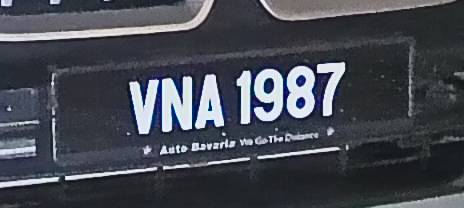 VNA 1987
Auto Bavaria We Go The Distance